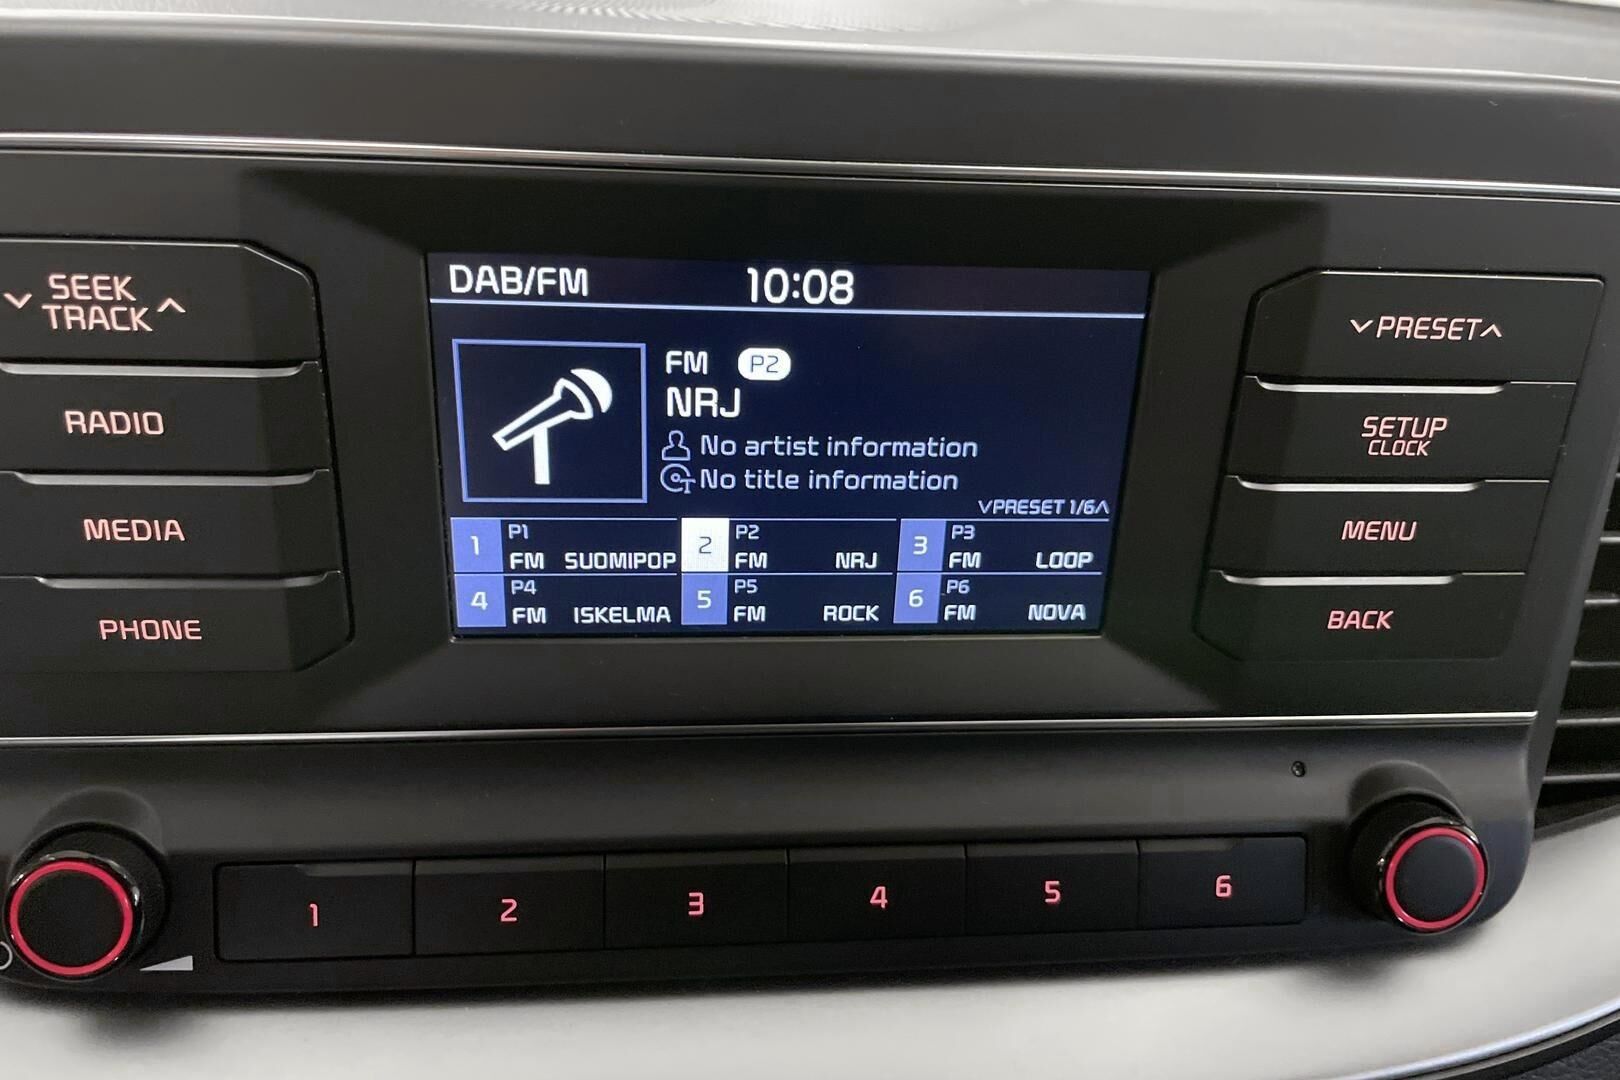 SEEK
TRACK
RADIO
MEDIA
PHONE
DAB/FM 10:08
FM P2
NRJ
No artist information
No title information
PRESET 1/6
1 P1 FM SUOMIPOP
2 P2 FM NRJ
3 P3 FM LOOP
4 P4 FM ISKELMA
5 P5 FM ROCK
6 P6 FM NOVA
PRESET
SETUP
CLOCK
MENU
BACK
1 2 3 4 5 6